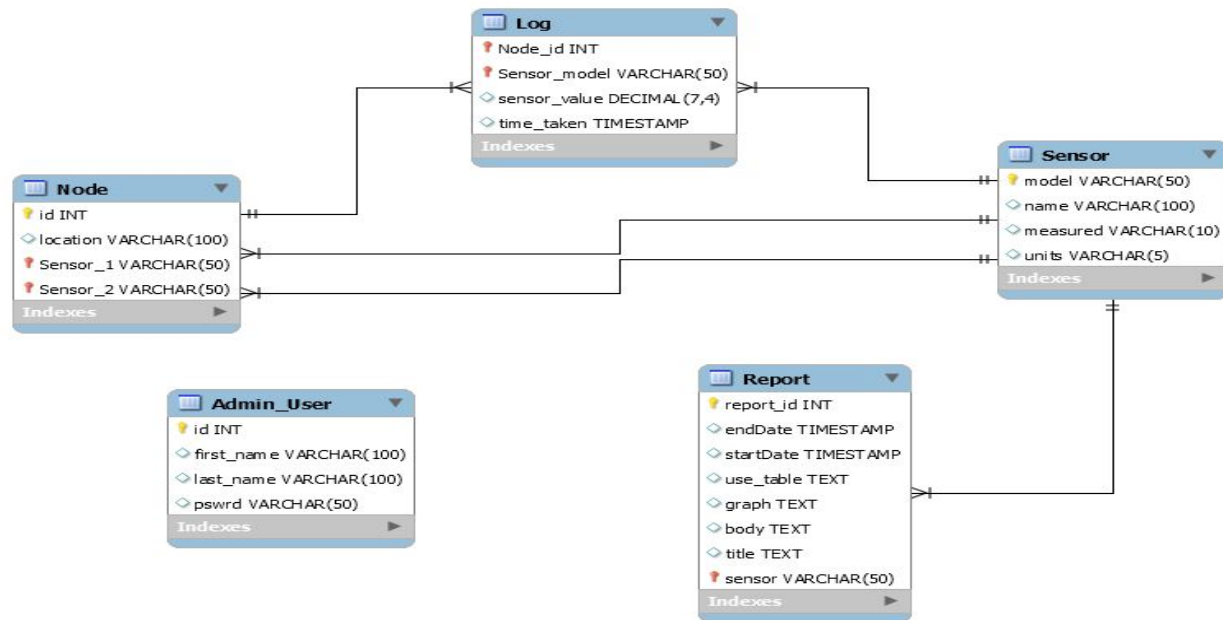 Log
Node_id INT
Sensor_model VARCHAR(50)
sensor_value DECIMAL(7,4)
time_taken TIMESTAMP
Indexes
Node
id INT
location VARCHAR(100)
Sensor_1 VARCHAR(50)
Sensor_2 VARCHAR(50)
Indexes
Sensor
model VARCHAR(50)
name VARCHAR(100)
measured VARCHAR(10)
units VARCHAR(5)
Indexes
Admin_User
id INT
first_name VARCHAR(100)
last_name VARCHAR(100)
pswrd VARCHAR(50)
Indexes
Report
report_id INT
endDate TIMESTAMP
startDate TIMESTAMP
use_table TEXT
graph TEXT
body TEXT
title TEXT
sensor VARCHAR(50)
Indexes